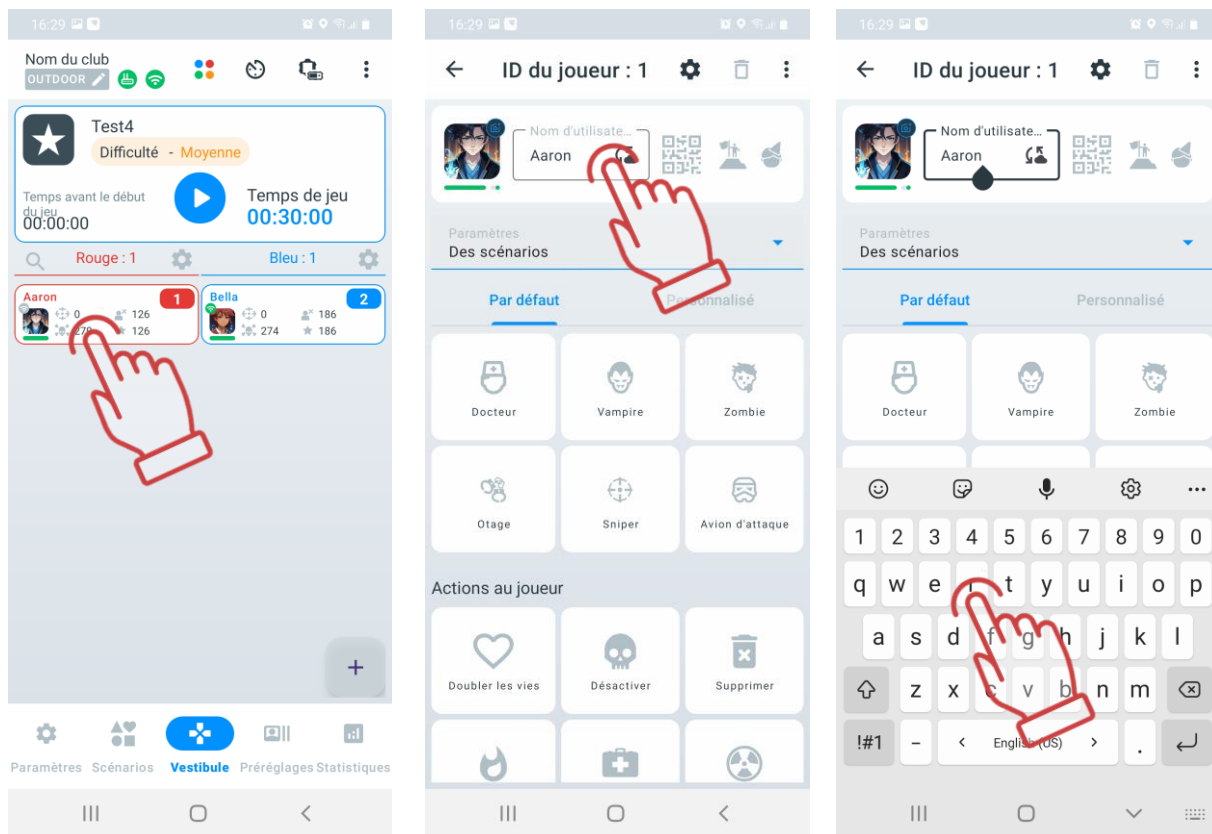 16:29
Nom du club
OUTDOOR
Test4
Difficulté - Moyenne
Temps avant le début du jeu
00:00:00
Temps de jeu
00:30:00
Rouge : 1
Bleu : 1
Aaron
1
0
126
279
126
Bella
2
0
186
274
186
+
Paramètres
Scénarios
Vestibule
Préréglages
Statistiques
16:29
ID du joueur : 1
Nom d'utilisate...
Aaron
Paramètres
Des scénarios
Par défaut
Personnalisé
Docteur
Vampire
Zombie
Otage
Sniper
Avion d'attaque
Actions au joueur
Doubler les vies
Désactiver
Supprimer
16:29
ID du joueur : 1
Nom d'utilisate...
Aaron
Paramètres
Des scénarios
Par défaut
Personnalisé
Docteur
Vampire
Zombie
1 2 3 4 5 6 7 8 9 0
q w e r t y u i o p
a s d f g h j k l
z x c v b n m
!#1 - < English (US) > .